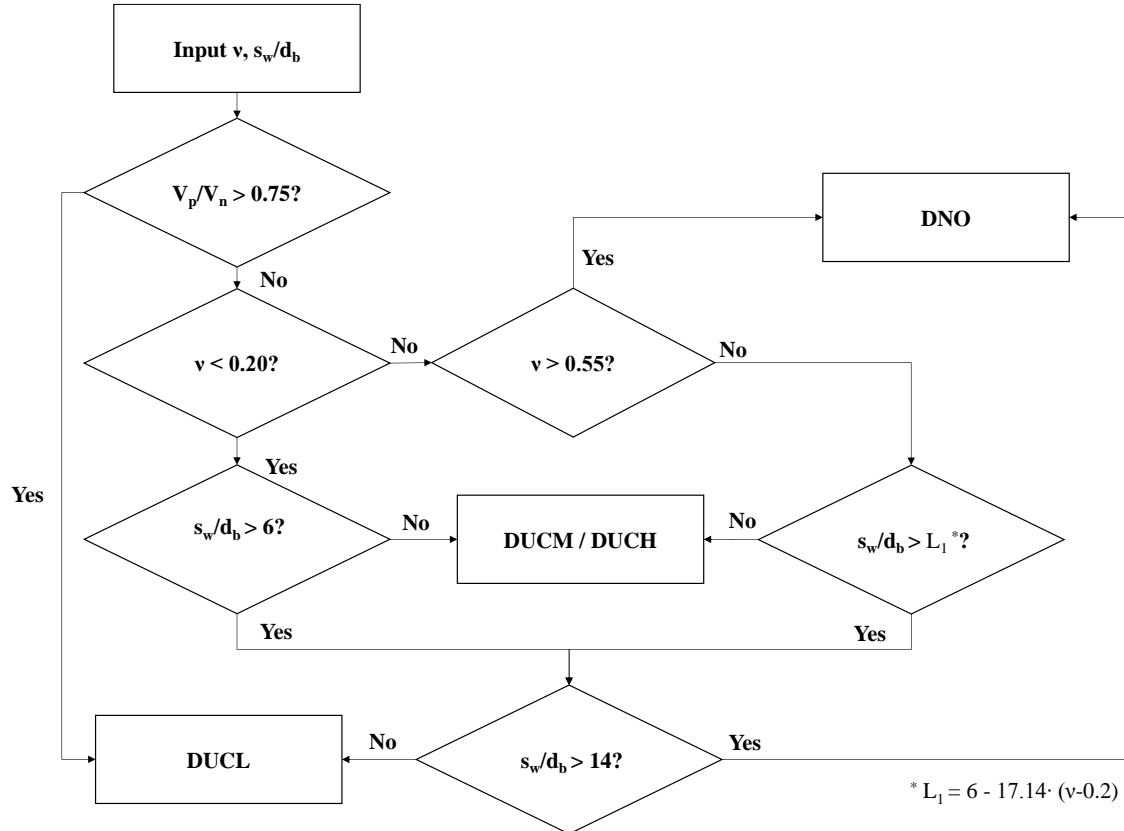 Input ν, s_w/d_b
V_p/V_n > 0.75?
DNO
Yes
No
ν < 0.20?
No
ν > 0.55?
No
Yes
Yes
s_w/d_b > 6?
No
DUCM / DUCH
No
s_w/d_b > L_1 *?
Yes
Yes
DUCL
No
s_w/d_b > 14?
Yes
* L_1 = 6 - 17.14· (ν-0.2)